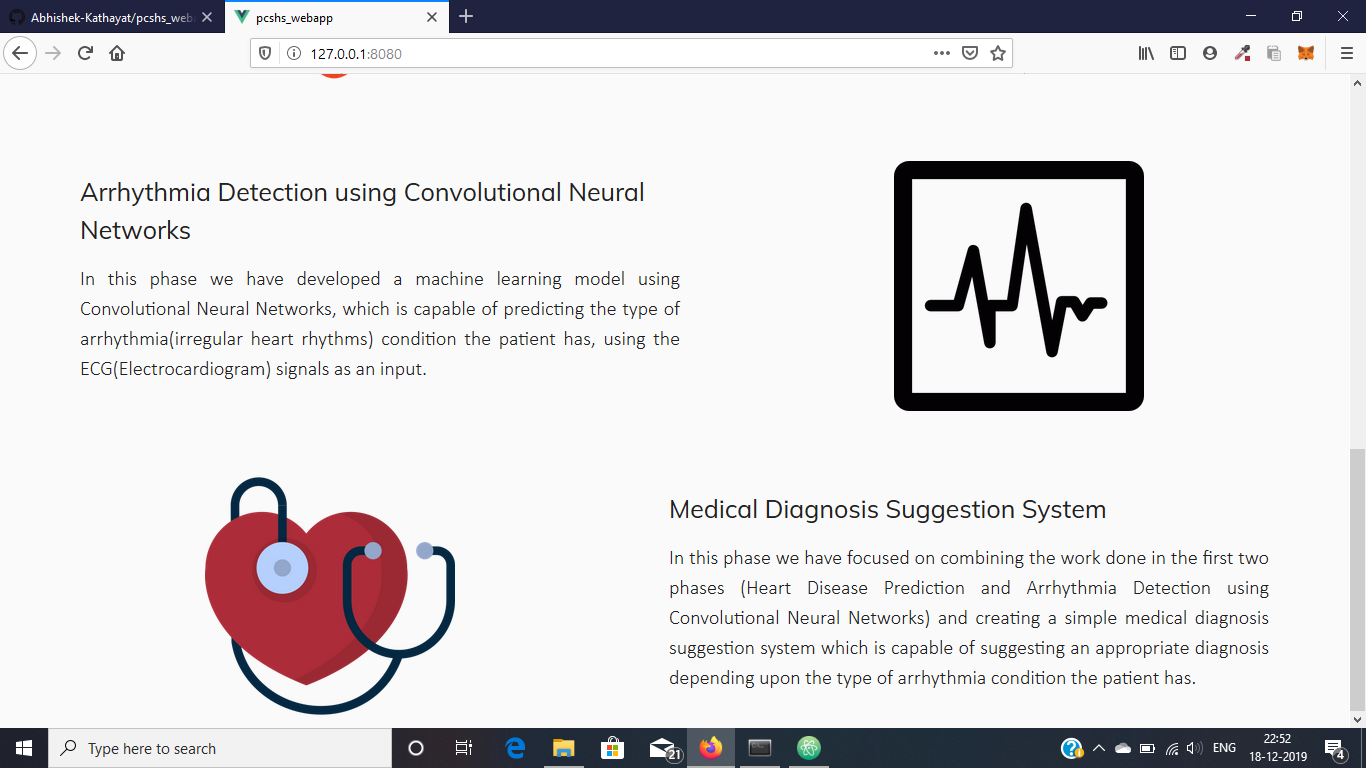 Abhishek-Kathayat/pcshs_web
pcshs_webapp
127.0.0.1:8080
Arrhythmia Detection using Convolutional Neural
Networks
In this phase we have developed a machine learning model using
Convolutional Neural Networks, which is capable of predicting the type of
arrhythmia(irregular heart rhythms) condition the patient has, using the
ECG(Electrocardiogram) signals as an input.
Medical Diagnosis Suggestion System
In this phase we have focused on combining the work done in the first two
phases (Heart Disease Prediction and Arrhythmia Detection using
Convolutional Neural Networks) and creating a simple medical diagnosis
suggestion system which is capable of suggesting an appropriate diagnosis
depending upon the type of arrhythmia condition the patient has.
Type here to search
21
ENG
22:52
18-12-2019
4